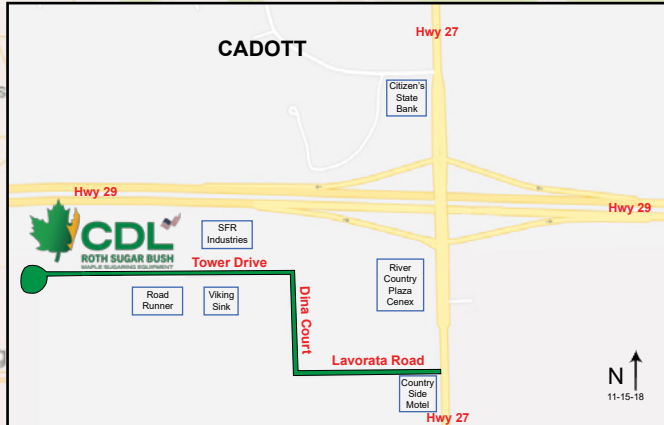 Hwy 27
CADOTT
Citizen's
State
Bank
Hwy 29
Hwy 29
CDL
ROTH SUGAR BUSH
MAPLE SUGARING EQUIPMENT
SFR
Industries
Tower Drive
River
Country
Plaza
Cenex
Road
Runner
Viking
Sink
Dina Court
Lavorata Road
Country
Side
Motel
N
11-15-18
Hwy 27